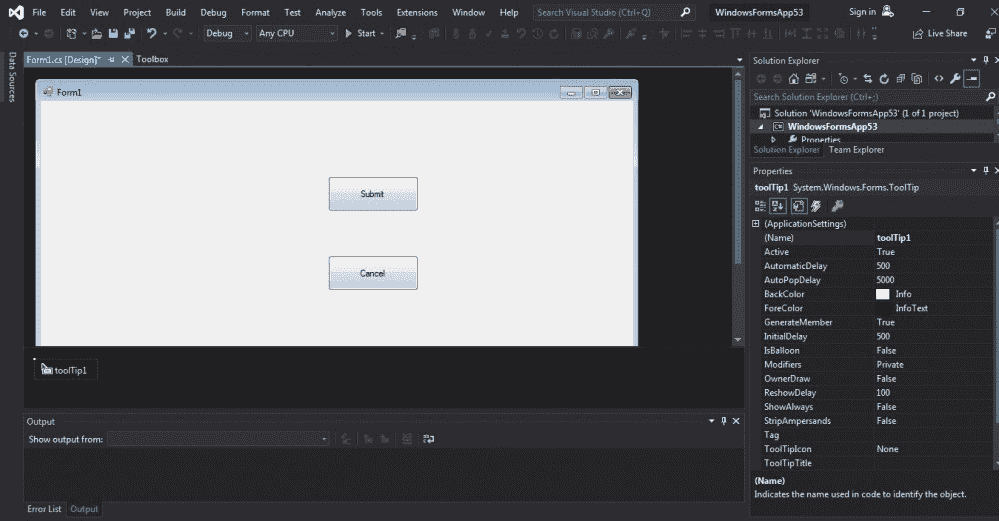 File Edit View Project Build Debug Format Test Analyze Tools Extensions Window Help Search Visual Studio (Ctrl+Q) WindowsFormsApp53 Sign in
Debug Any CPU Start Live Share
Data Sources
Form1.cs [Design]* Toolbox
Form1
Submit
Cancel
toolTip1
Output
Show output from:
Error List Output
Solution Explorer
Search Solution Explorer (Ctrl+;)
Solution 'WindowsFormsApp53' (1 of 1 project)
WindowsFormsApp53
Properties
Solution Explorer Team Explorer
Properties
toolTip1 System.Windows.Forms.ToolTip
(ApplicationSettings)
(Name) toolTip1
Active True
AutomaticDelay 500
AutoPopDelay 5000
BackColor Info
ForeColor InfoText
GenerateMember True
InitialDelay 500
IsBalloon False
Modifiers Private
OwnerDraw False
ReshowDelay 100
ShowAlways False
StripAmpersands False
Tag
ToolTipIcon None
ToolTipTitle
(Name)
Indicates the name used in code to identify the object.